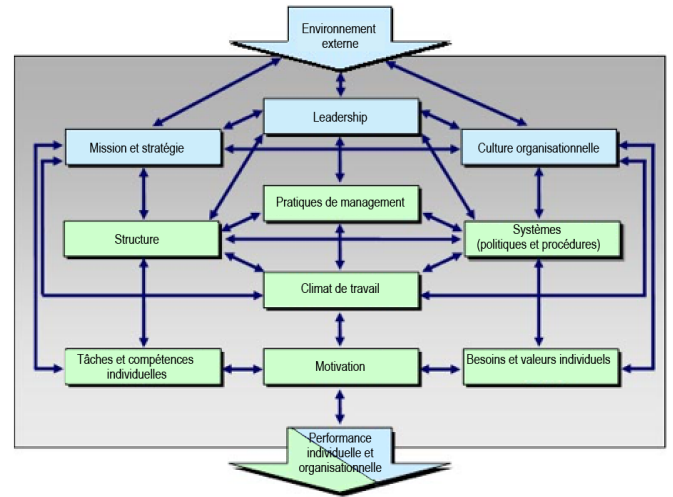 Environnement
externe
Leadership
Mission et stratégie
Culture organisationnelle
Pratiques de management
Structure
Systèmes
(politiques et procédures)
Climat de travail
Tâches et compétences
individuelles
Motivation
Besoins et valeurs individuels
Performance
individuelle et
organisationnelle